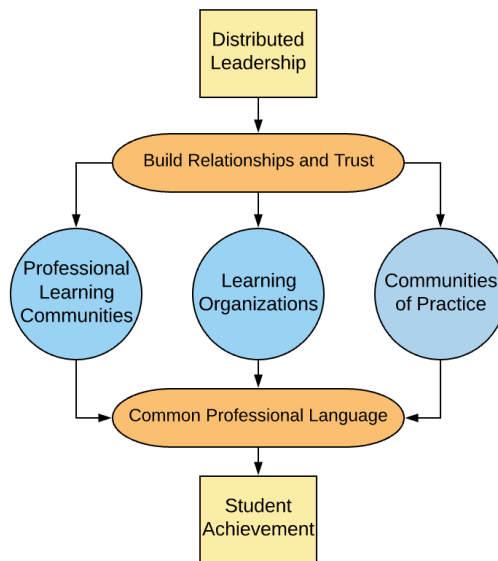 Distributed
Leadership
Build Relationships and Trust
Professional
Learning
Communities
Learning
Organizations
Communities
of Practice
Common Professional Language
Student
Achievement